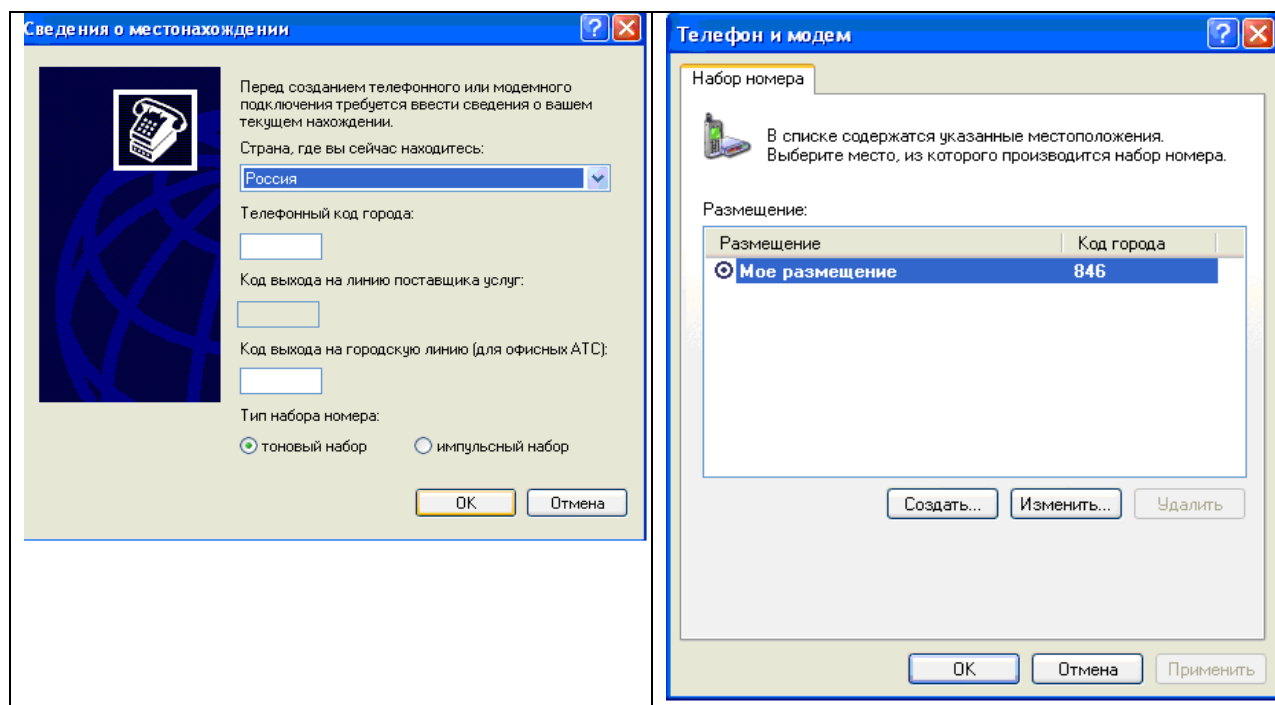 Сведения о местонахождении
Перед созданием телефонного или модемного
подключения требуется ввести сведения о вашем
текущем нахождении.
Страна, где вы сейчас находитесь:
Россия
Телефонный код города:
Код выхода на линию поставщика услуг:
Код выхода на городскую линию (для офисных АТС):
Тип набора номера:
тоновый набор импульсный набор
OK Отмена
Телефон и модем
Набор номера
В списке содержатся указанные местоположения.
Выберите место, из которого производится набор номера.
Размещение:
Размещение Код города
Мое размещение 846
Создать... Изменить... Удалить
OK Отмена Применить